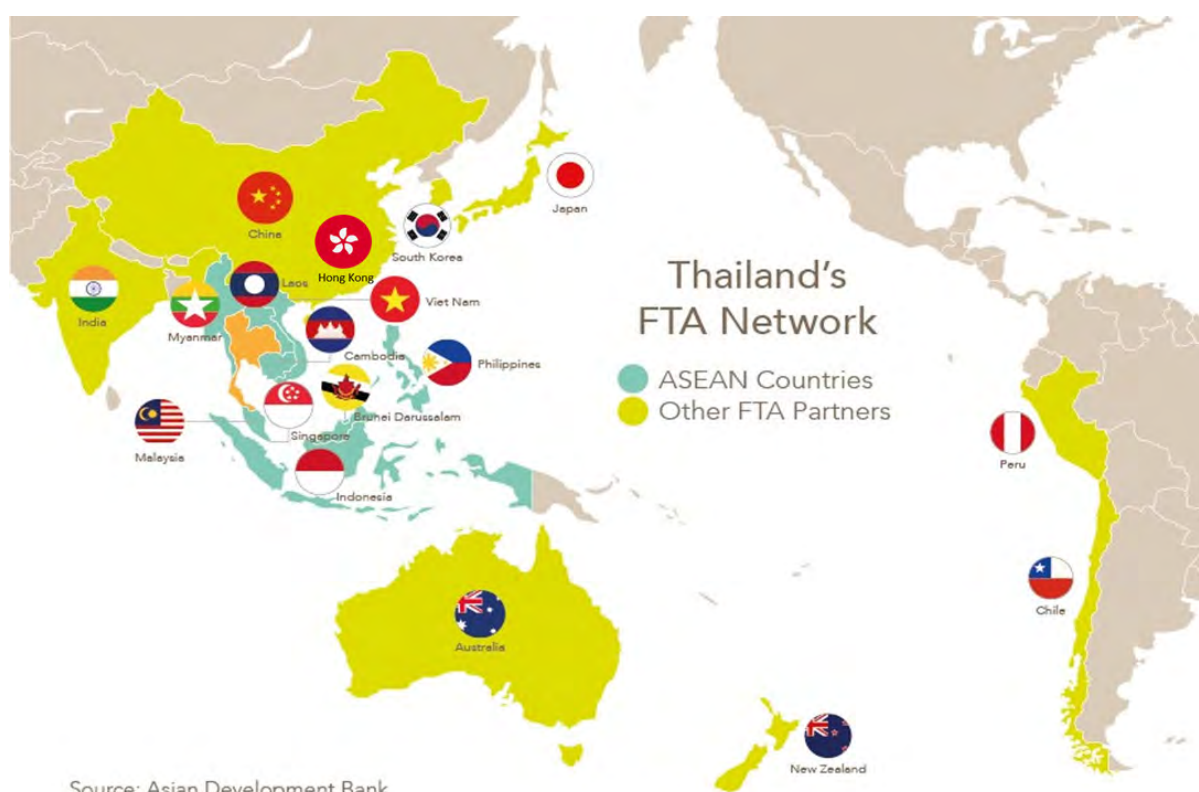 Japan
China
South Korea
Hong Kong
Laos
India
Viet Nam
Myanmar
Cambodia
Philippines
Thailand's
FTA Network
ASEAN Countries
Other FTA Partners
Brunei Darussalam
Singapore
Malaysia
Indonesia
Peru
Chile
Australia
New Zealand
Source: Asian Development Bank